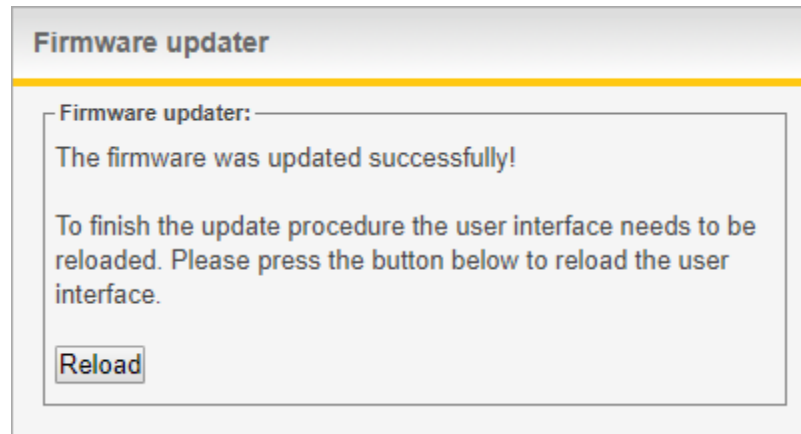 Firmware updater
Firmware updater:
The firmware was updated successfully!
To finish the update procedure the user interface needs to be
reloaded. Please press the button below to reload the user
interface.
Reload